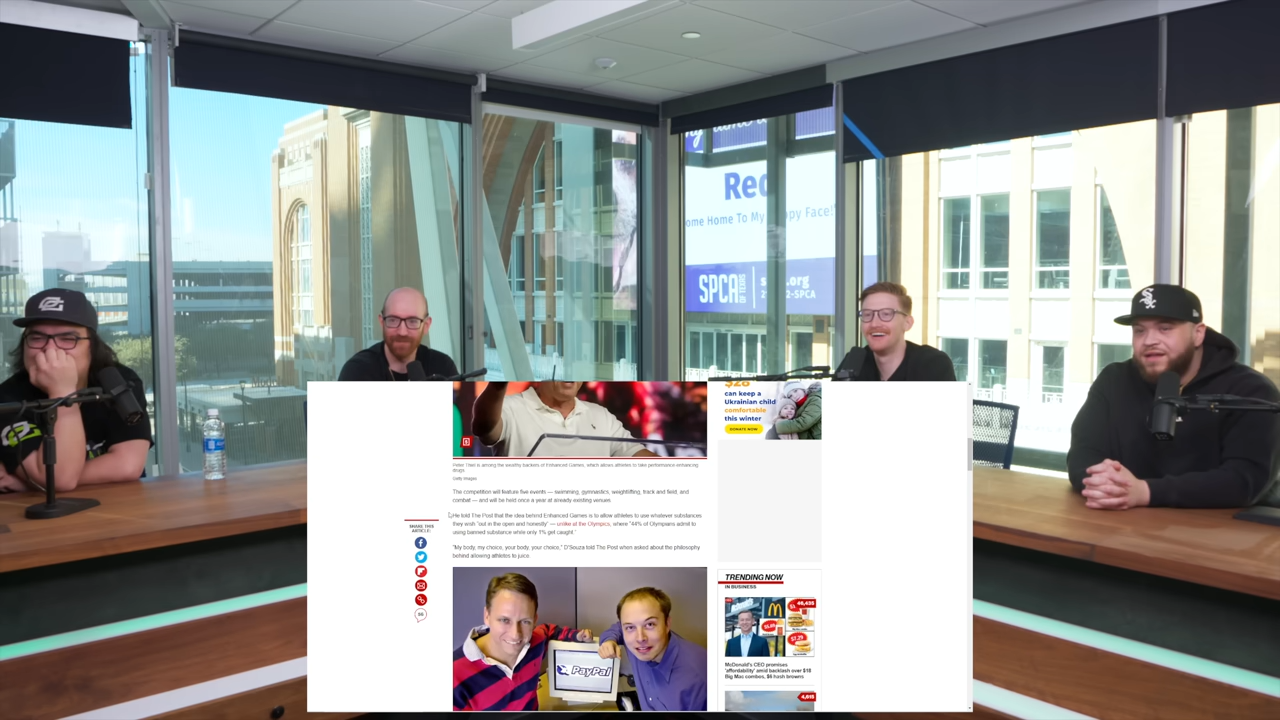 Rec
ome Home To My
ppy Face!
SPCA
TEXAS
.org
-SPCA
Sox
$28
can keep a
Ukrainian child
comfortable
this winter
DONATE NOW
Peter Thiel is among the wealthy backers of Enhanced Games, which allows athletes to take performance-enhancing
drugs.
Getty Images
The competition will feature five events — swimming, gymnastics, weightlifting, track and field, and
combat — and will be held once a year at already existing venues.
SHARE THIS
ARTICLE:
He told The Post that the idea behind Enhanced Games is to allow athletes to use whatever substances
they wish "out in the open and honestly" — unlike at the Olympics, where "44% of Olympians admit to
using banned substance while only 1% get caught."
"My body, my choice; your body, your choice," D'Souza told The Post when asked about the philosophy
behind allowing athletes to juice.
PayPal
TRENDING NOW
IN BUSINESS
McDonald's CEO promises
'affordability' amid backlash over $18
Big Mac combos, $6 hash browns